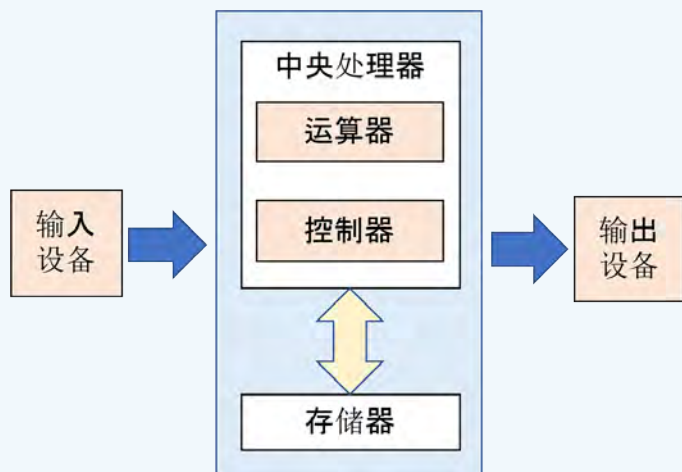 中央处理器
运算器
控制器
输入
设备
输出
设备
存储器